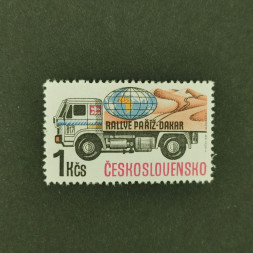 RALLYE PAŘÍŽ-DAKAR
1 Kčs
ČESKOSLOVENSKO